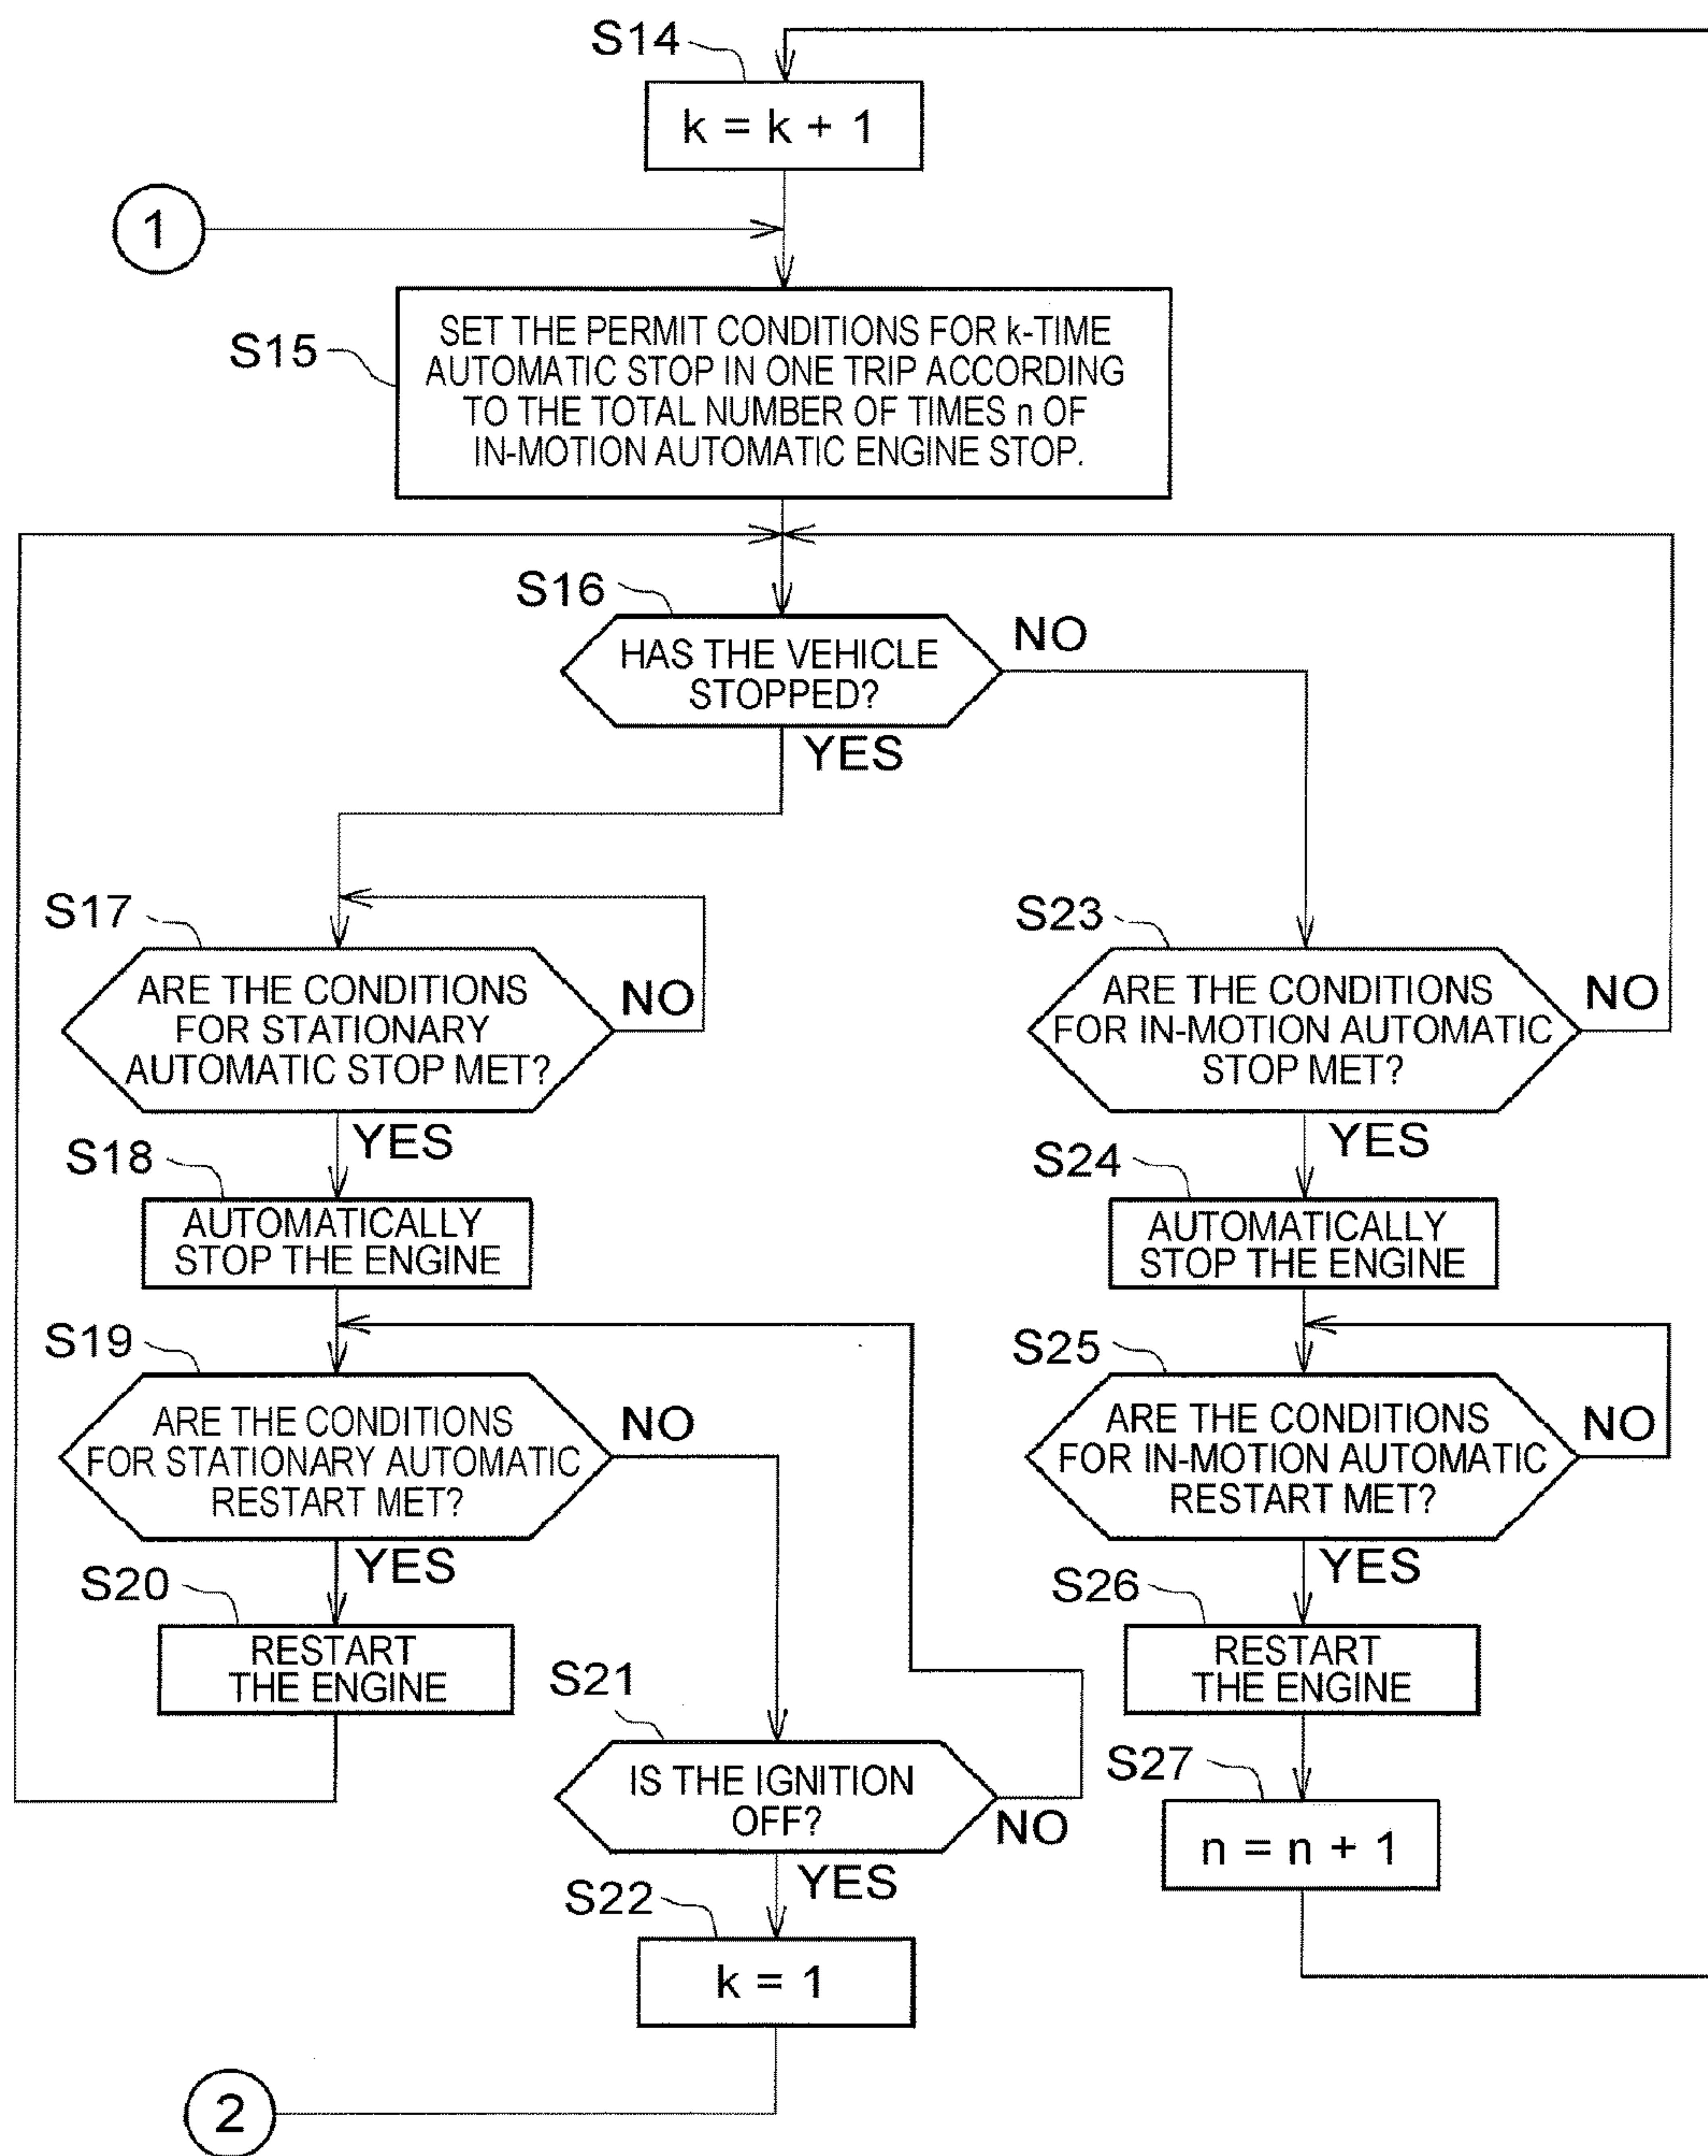 S14
k = k + 1
1
S15
SET THE PERMIT CONDITIONS FOR k-TIME
AUTOMATIC STOP IN ONE TRIP ACCORDING
TO THE TOTAL NUMBER OF TIMES n OF
IN-MOTION AUTOMATIC ENGINE STOP.
S16
HAS THE VEHICLE
STOPPED?
NO
YES
S17
ARE THE CONDITIONS
FOR STATIONARY
AUTOMATIC STOP MET?
NO
YES
S18
AUTOMATICALLY
STOP THE ENGINE
S19
ARE THE CONDITIONS
FOR STATIONARY AUTOMATIC
RESTART MET?
NO
YES
S20
RESTART
THE ENGINE
S21
IS THE IGNITION
OFF?
NO
YES
S22
k = 1
2
S23
ARE THE CONDITIONS
FOR IN-MOTION AUTOMATIC
STOP MET?
NO
YES
S24
AUTOMATICALLY
STOP THE ENGINE
S25
ARE THE CONDITIONS
FOR IN-MOTION AUTOMATIC
RESTART MET?
NO
YES
S26
RESTART
THE ENGINE
S27
n = n + 1